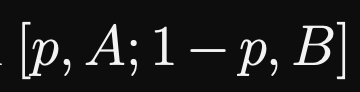 [p, A; 1 − p, B]